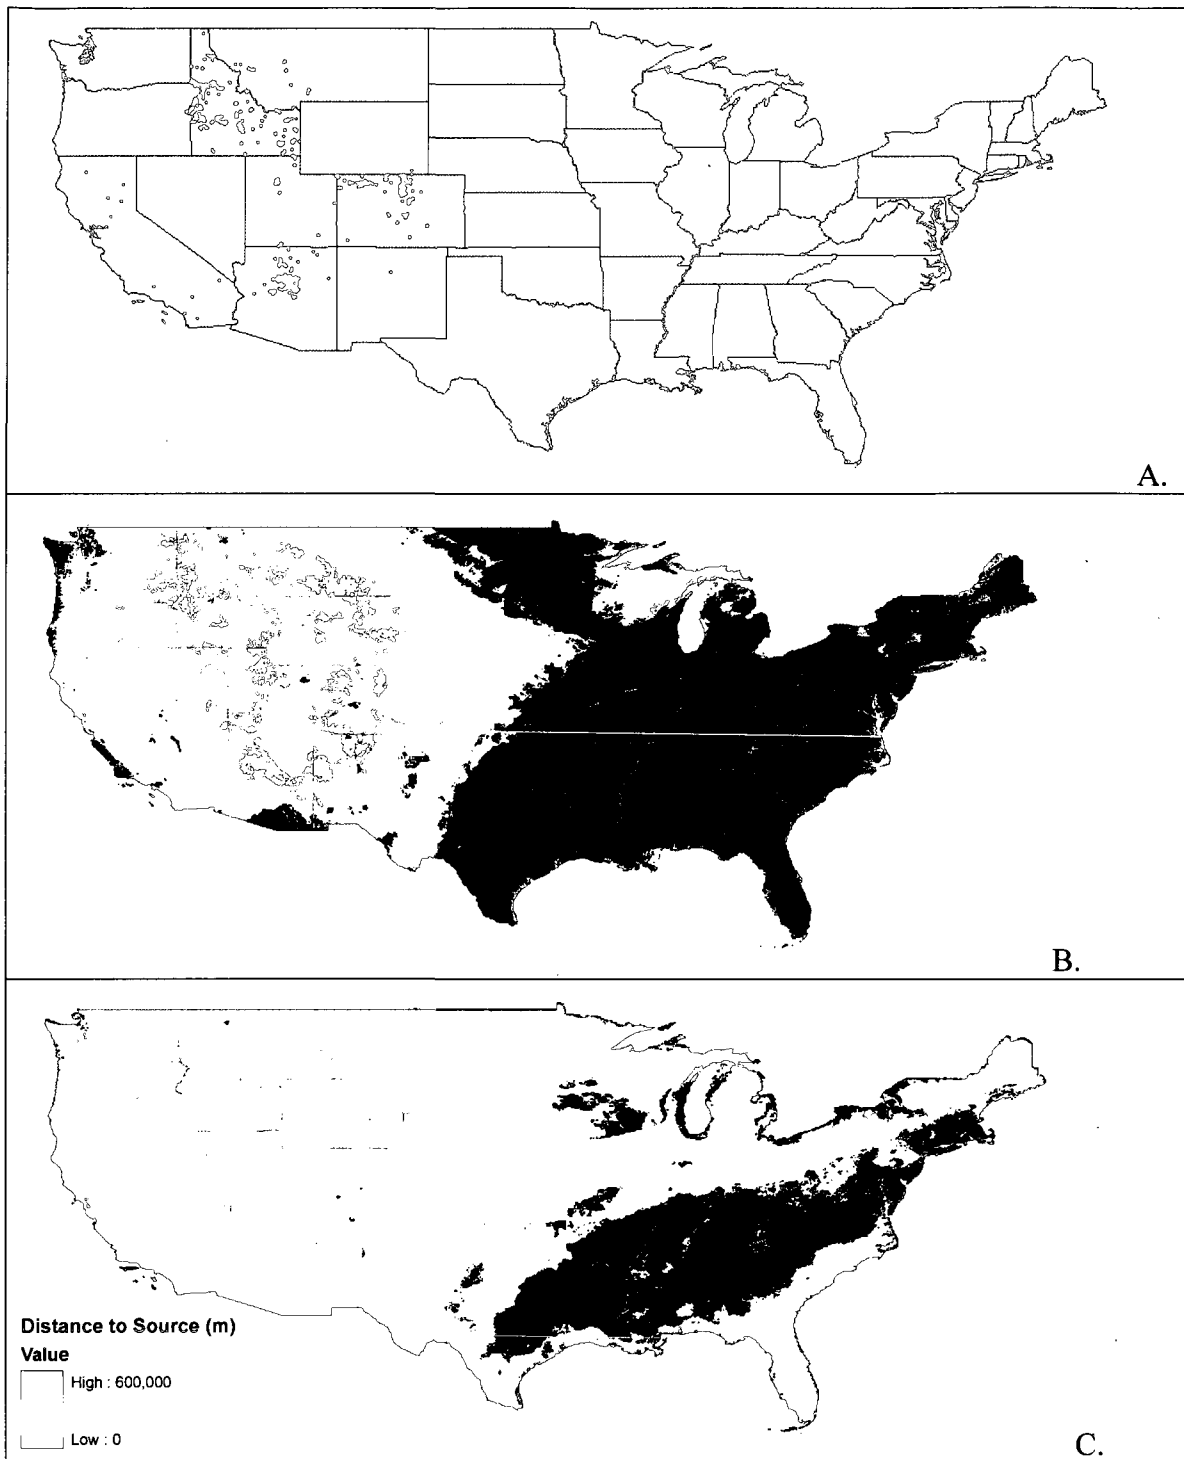 A.
B.
Distance to Source (m)
Value
High : 600,000
Low : 0
C.